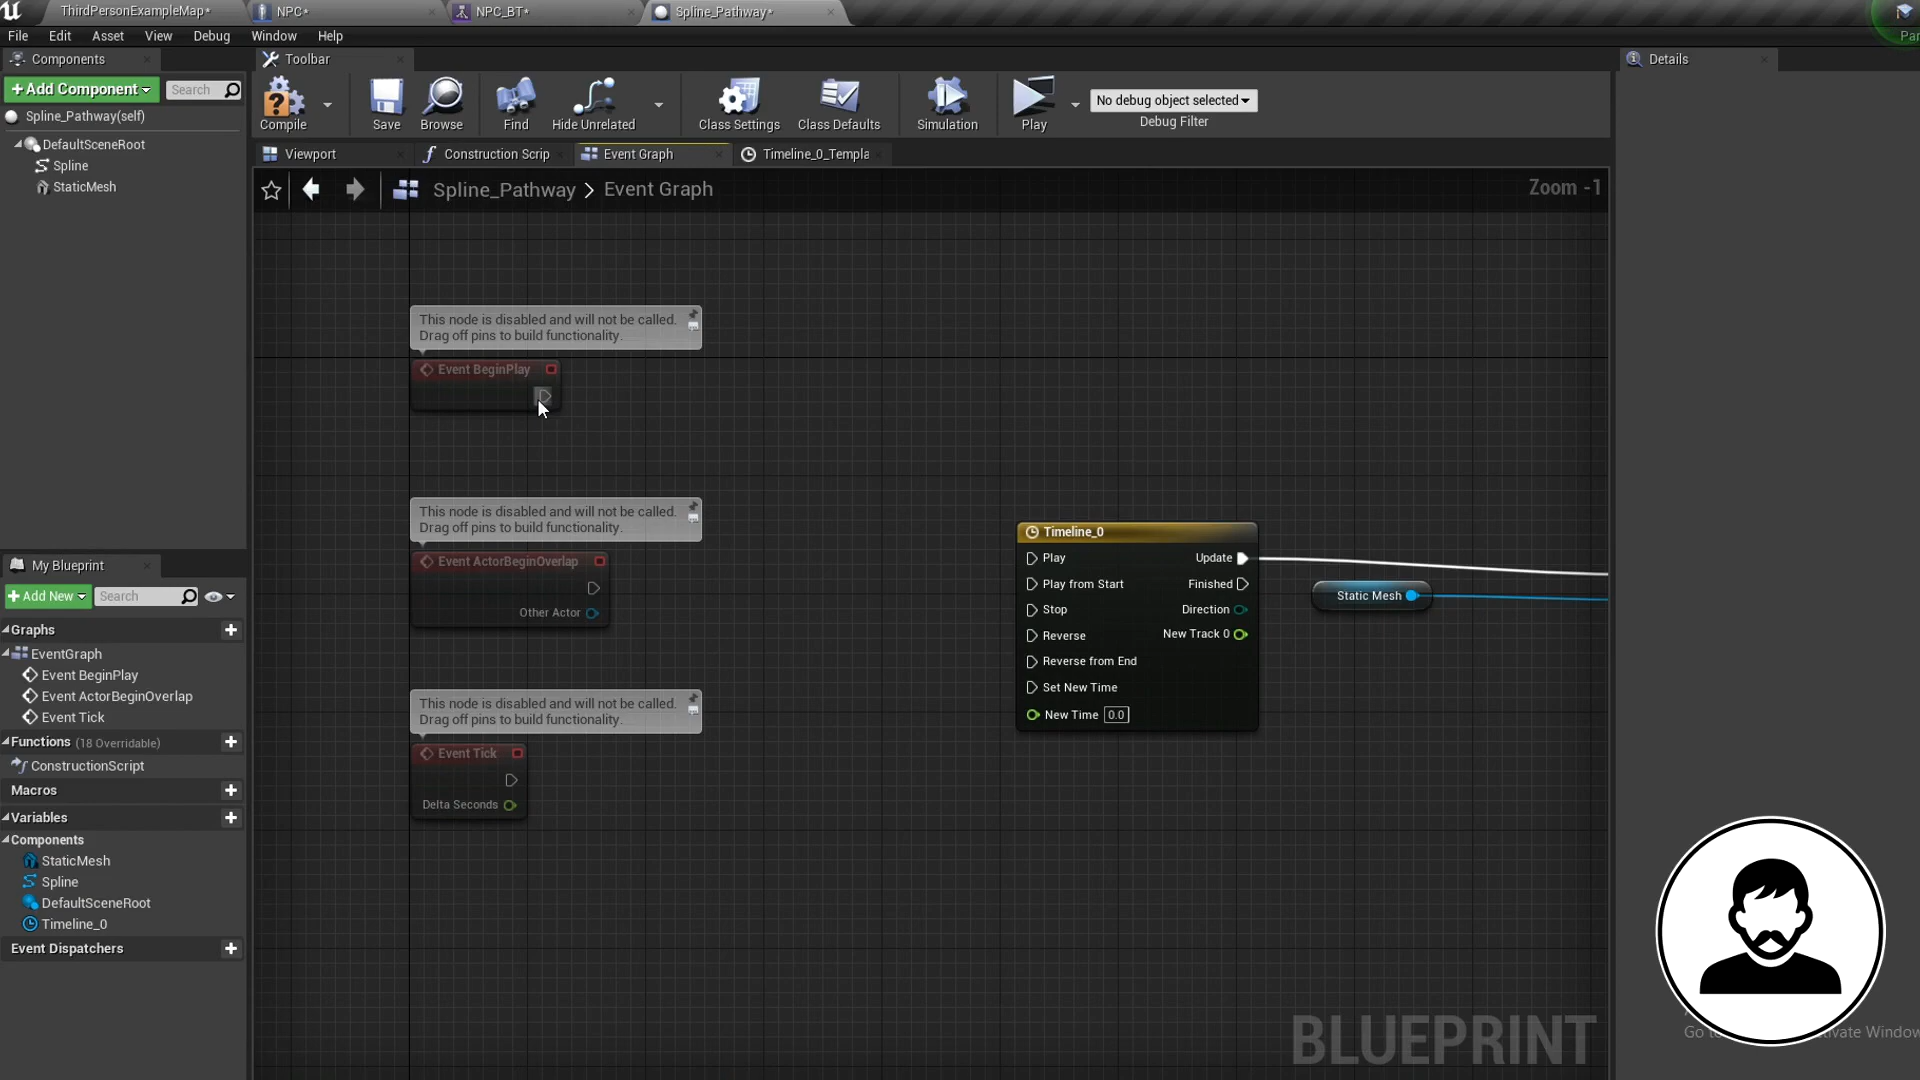 ThirdPersonExampleMap*
NPC*
NPC_BT*
Spline_Pathway*
Par
File Edit Asset View Debug Window Help
Components
Toolbar
Details
+Add Component
Search
Spline_Pathway(self)
DefaultSceneRoot
Spline
StaticMesh
Compile
Save
Browse
Find
Hide Unrelated
Class Settings
Class Defaults
Simulation
Play
No debug object selected
Debug Filter
Viewport
Construction Scrip
Event Graph
Timeline_0_Templa
Spline_Pathway > Event Graph
Zoom -1
This node is disabled and will not be called.
Drag off pins to build functionality.
Event BeginPlay
This node is disabled and will not be called.
Drag off pins to build functionality.
Event ActorBeginOverlap
Other Actor
This node is disabled and will not be called.
Drag off pins to build functionality.
Event Tick
Delta Seconds
Timeline_0
Play
Update
Play from Start
Finished
Stop
Direction
Reverse
New Track 0
Reverse from End
Set New Time
New Time 0.0
Static Mesh
My Blueprint
+Add New
Search
Graphs
EventGraph
Event BeginPlay
Event ActorBeginOverlap
Event Tick
Functions (18 Overridable)
ConstructionScript
Macros
Variables
Components
StaticMesh
Spline
DefaultSceneRoot
Timeline_0
Event Dispatchers
BLUEPRINT